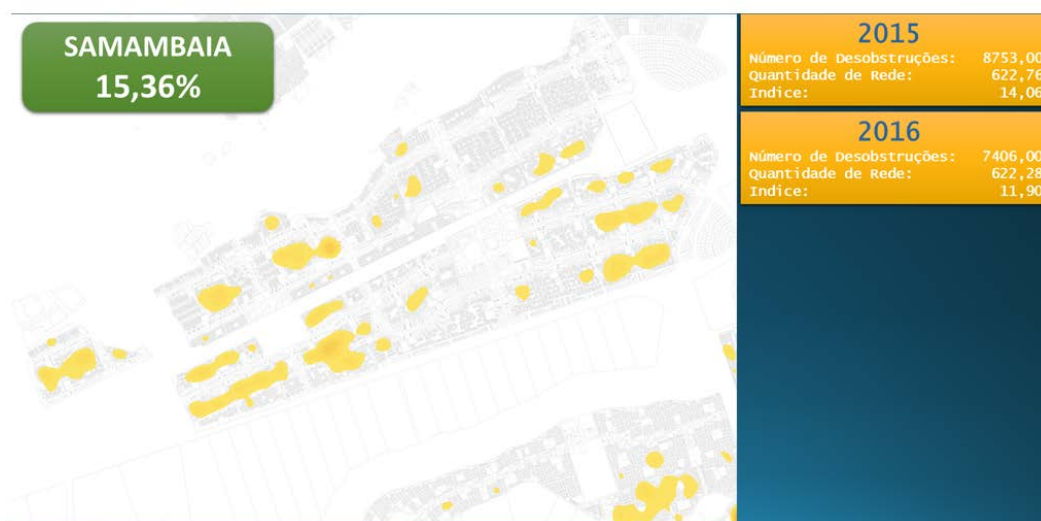 SAMAMBAIA
15,36%
2015
Número de Desobstruções: 8753,00
Quantidade de Rede: 622,76
Indice: 14,06
2016
Número de Desobstruções: 7406,00
Quantidade de Rede: 622,28
Indice: 11,90